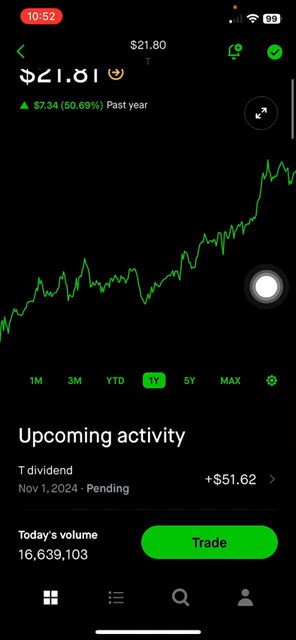 10:52
99
$21.80
T
$21.81
$7.34 (50.69%) Past year
1M 3M YTD 1Y 5Y MAX
Upcoming activity
T dividend
Nov 1, 2024 · Pending
+$51.62
Today's volume
16,639,103
Trade